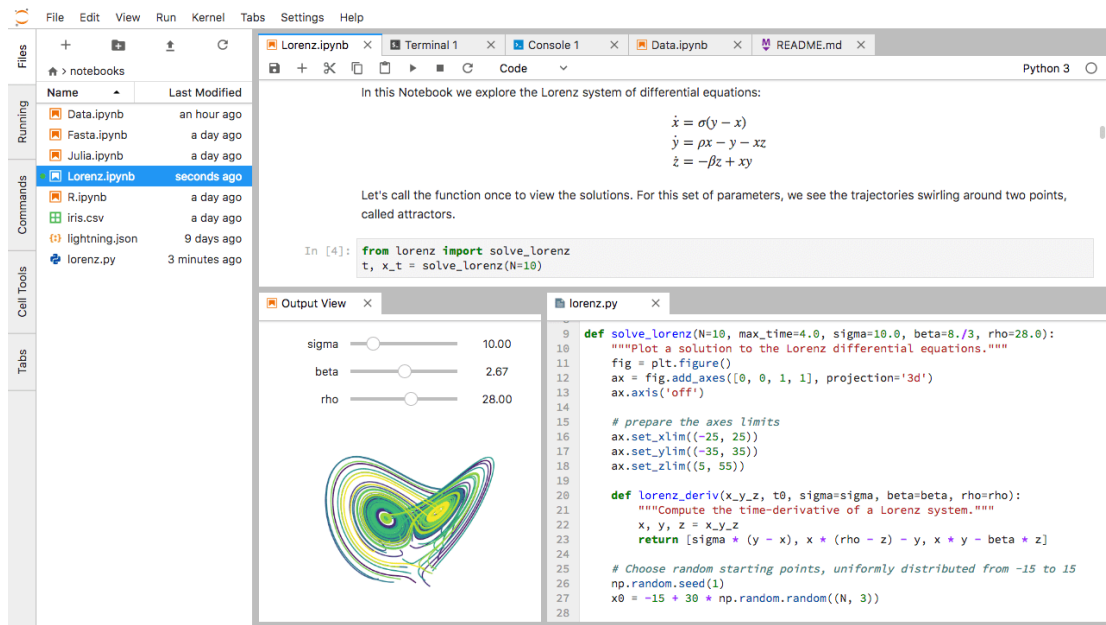 File Edit View Run Kernel Tabs Settings Help
Files
Running
Commands
Cell Tools
Tabs
> notebooks
Name Last Modified
Data.ipynb an hour ago
Fasta.ipynb a day ago
Julia.ipynb a day ago
Lorenz.ipynb seconds ago
R.ipynb a day ago
iris.csv a day ago
lightning.json 9 days ago
lorenz.py 3 minutes ago
Lorenz.ipynb Terminal 1 Console 1 Data.ipynb README.md
Code Python 3
In this Notebook we explore the Lorenz system of differential equations:
ẋ = σ(y − x)
ẏ = ρx − y − xz
ż = −βz + xy
Let's call the function once to view the solutions. For this set of parameters, we see the trajectories swirling around two points,
called attractors.
In [4]: from lorenz import solve_lorenz
t, x_t = solve_lorenz(N=10)
Output View
sigma 10.00
beta 2.67
rho 28.00
lorenz.py
9 def solve_lorenz(N=10, max_time=4.0, sigma=10.0, beta=8./3, rho=28.0):
10 """Plot a solution to the Lorenz differential equations."""
11 fig = plt.figure()
12 ax = fig.add_axes([0, 0, 1, 1], projection='3d')
13 ax.axis('off')
14
15 # prepare the axes limits
16 ax.set_xlim((-25, 25))
17 ax.set_ylim((-35, 35))
18 ax.set_zlim((5, 55))
19
20 def lorenz_deriv(x_y_z, t0, sigma=sigma, beta=beta, rho=rho):
21 """Compute the time-derivative of a Lorenz system."""
22 x, y, z = x_y_z
23 return [sigma * (y - x), x * (rho - z) - y, x * y - beta * z]
24
25 # Choose random starting points, uniformly distributed from -15 to 15
26 np.random.seed(1)
27 x0 = -15 + 30 * np.random.random((N, 3))
28